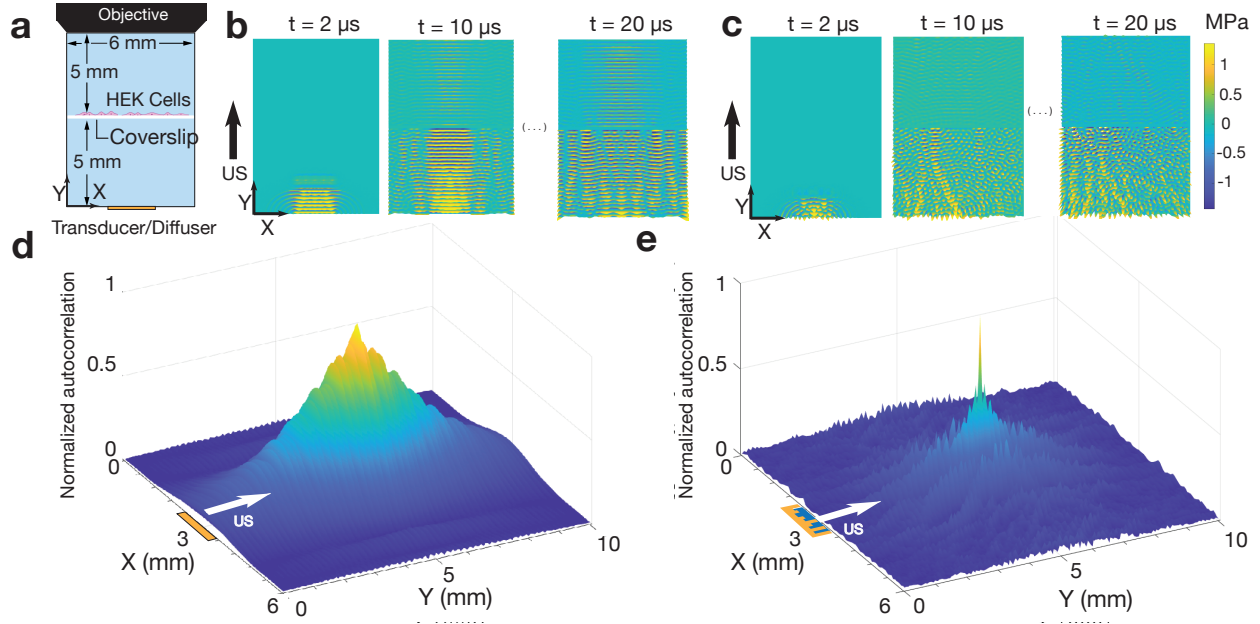 a
Objective
6 mm
5 mm
HEK Cells
Coverslip
5 mm
Y
X
Transducer/Diffuser
b
t = 2 µs
t = 10 µs
t = 20 µs
US
Y
X
(...)
c
t = 2 µs
t = 10 µs
t = 20 µs
US
Y
X
(...)
MPa
1
0.5
0
-0.5
-1
d
Normalized autocorrelation
1
0.5
0
0
3
6
X (mm)
US
0
5
10
Y (mm)
e
Normalized autocorrelation
1
0.5
0
0
3
6
X (mm)
US
0
5
10
Y (mm)